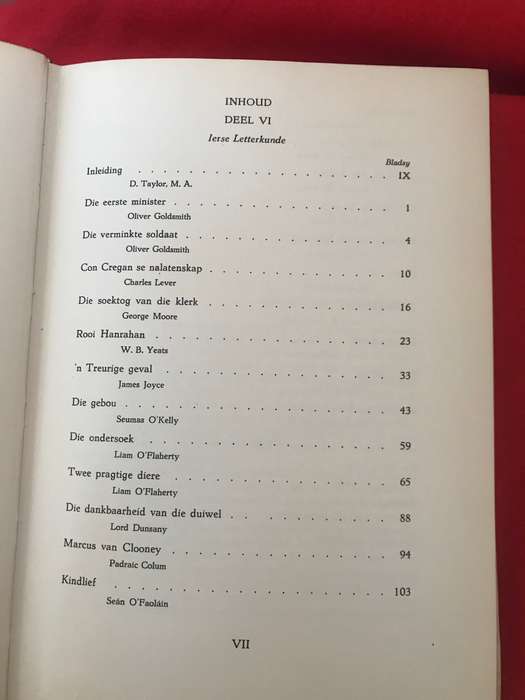 INHOUD
DEEL VI
Ierse Letterkunde
Bladsy
Inleiding . . . . . . . . . . . . . . . . . . IX
D. Taylor, M. A.
Die eerste minister . . . . . . . . . . . . . . . 1
Oliver Goldsmith
Die verminkte soldaat . . . . . . . . . . . . . . 4
Oliver Goldsmith
Con Cregan se nalatenskap . . . . . . . . . . . . 10
Charles Lever
Die soektog van die klerk . . . . . . . . . . . . 16
George Moore
Rooi Hanrahan . . . . . . . . . . . . . . . . 23
W. B. Yeats
'n Treurige geval . . . . . . . . . . . . . . . 33
James Joyce
Die gebou . . . . . . . . . . . . . . . . . 43
Seumas O'Kelly
Die ondersoek . . . . . . . . . . . . . . . . 59
Liam O'Flaherty
Twee pragtige diere . . . . . . . . . . . . . . 65
Liam O'Flaherty
Die dankbaarheid van die duiwel . . . . . . . . . . 88
Lord Dunsany
Marcus van Clooney . . . . . . . . . . . . . . 94
Padraic Colum
Kindlief . . . . . . . . . . . . . . . . . 103
Seán O'Faoláin
VII